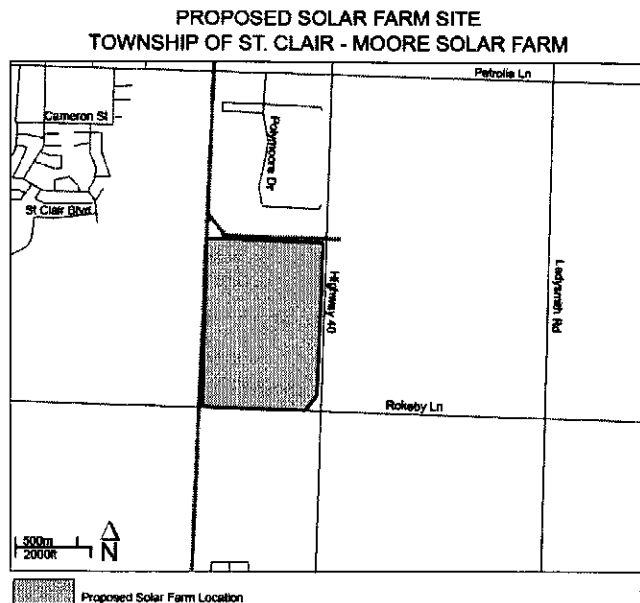 PROPOSED SOLAR FARM SITE
TOWNSHIP OF ST. CLAIR - MOORE SOLAR FARM
Petrolia Ln
Cameron St
Polymoore Dr
St Clair Blvd
Highway 40
Ladysmith Rd
Rokeby Ln
500m
2000ft
N
Proposed Solar Farm Location